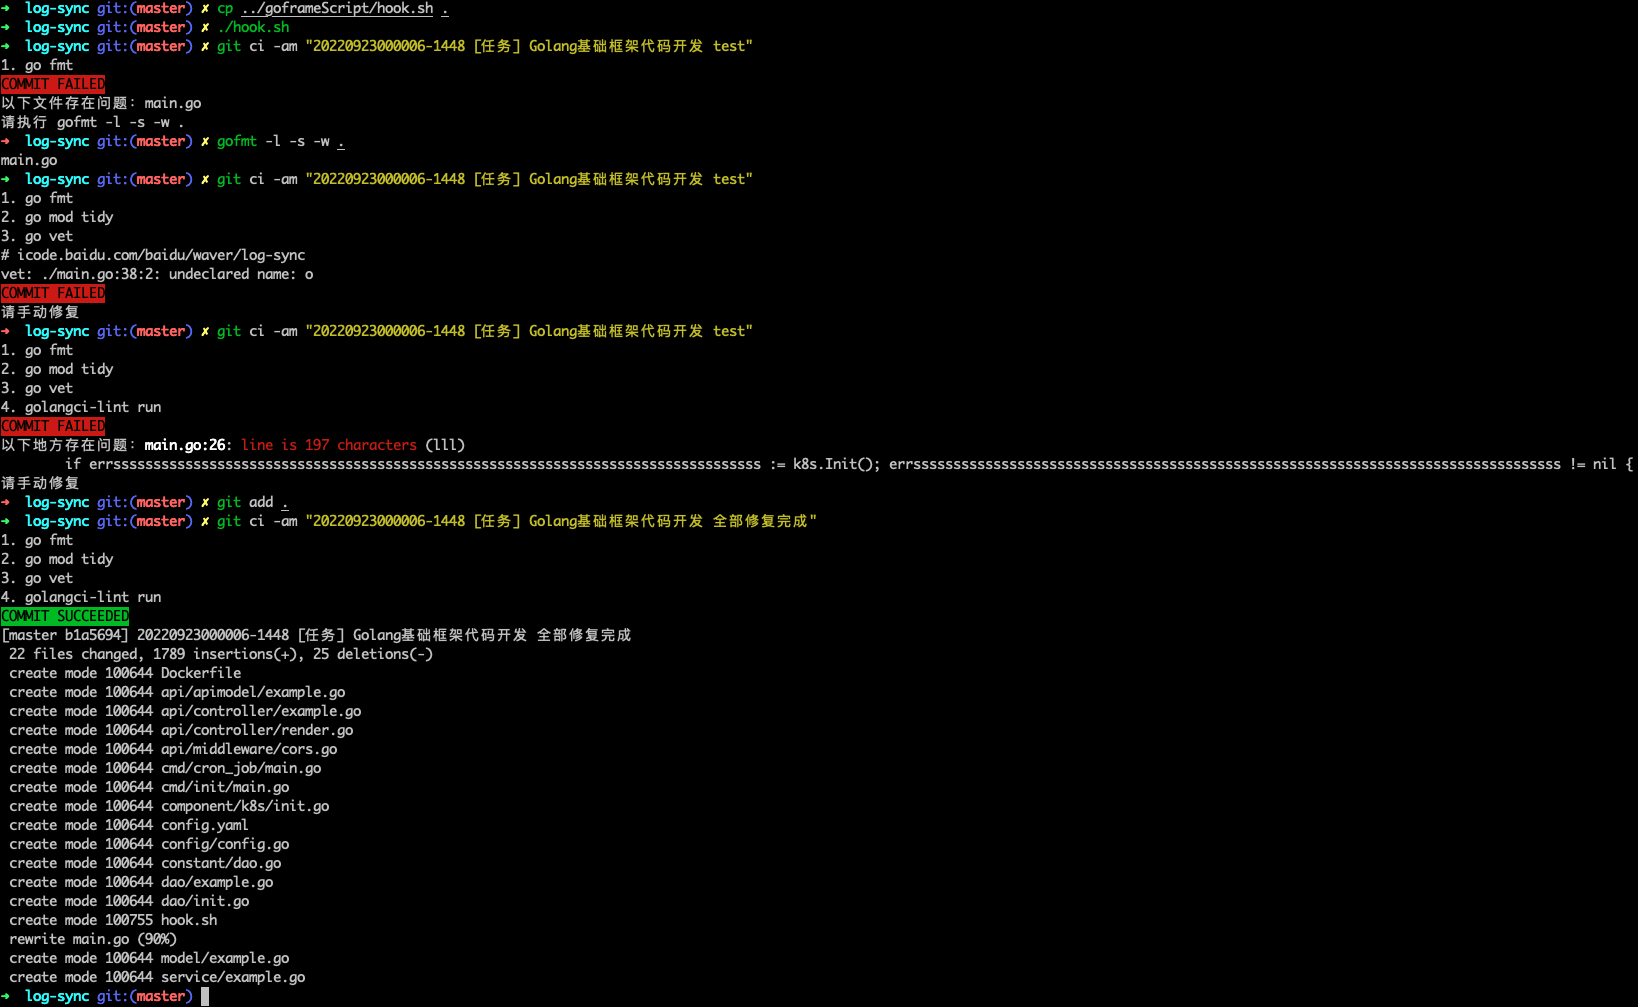 ➜  log-sync git:(master) ✗ cp ../goframeScript/hook.sh .
➜  log-sync git:(master) ✗ ./hook.sh
➜  log-sync git:(master) ✗ git ci -am "20220923000006-1448 [任务] Golang基础框架代码开发 test"
1. go fmt
COMMIT FAILED
以下文件存在问题: main.go
请执行 gofmt -l -s -w .
➜  log-sync git:(master) ✗ gofmt -l -s -w .
main.go
➜  log-sync git:(master) ✗ git ci -am "20220923000006-1448 [任务] Golang基础框架代码开发 test"
1. go fmt
2. go mod tidy
3. go vet
# icode.baidu.com/baidu/waver/log-sync
vet: ./main.go:38:2: undeclared name: o
COMMIT FAILED
请手动修复
➜  log-sync git:(master) ✗ git ci -am "20220923000006-1448 [任务] Golang基础框架代码开发 test"
1. go fmt
2. go mod tidy
3. go vet
4. golangci-lint run
COMMIT FAILED
以下地方存在问题: main.go:26: line is 197 characters (lll)
        if errsssssssssssssssssssssssssssssssssssssssssssssssssssssssssssssssssssssssssssssssss := k8s.Init(); errsssssssssssssssssssssssssssssssssssssssssssssssssssssssssssssssssssssssssssssssss != nil {
请手动修复
➜  log-sync git:(master) ✗ git add .
➜  log-sync git:(master) ✗ git ci -am "20220923000006-1448 [任务] Golang基础框架代码开发 全部修复完成"
1. go fmt
2. go mod tidy
3. go vet
4. golangci-lint run
COMMIT SUCCEEDED
[master b1a5694] 20220923000006-1448 [任务] Golang基础框架代码开发 全部修复完成
 22 files changed, 1789 insertions(+), 25 deletions(-)
 create mode 100644 Dockerfile
 create mode 100644 api/apimodel/example.go
 create mode 100644 api/controller/example.go
 create mode 100644 api/controller/render.go
 create mode 100644 api/middleware/cors.go
 create mode 100644 cmd/cron_job/main.go
 create mode 100644 cmd/init/main.go
 create mode 100644 component/k8s/init.go
 create mode 100644 config.yaml
 create mode 100644 config/config.go
 create mode 100644 constant/dao.go
 create mode 100644 dao/example.go
 create mode 100644 dao/init.go
 create mode 100755 hook.sh
 rewrite main.go (90%)
 create mode 100644 model/example.go
 create mode 100644 service/example.go
➜  log-sync git:(master)